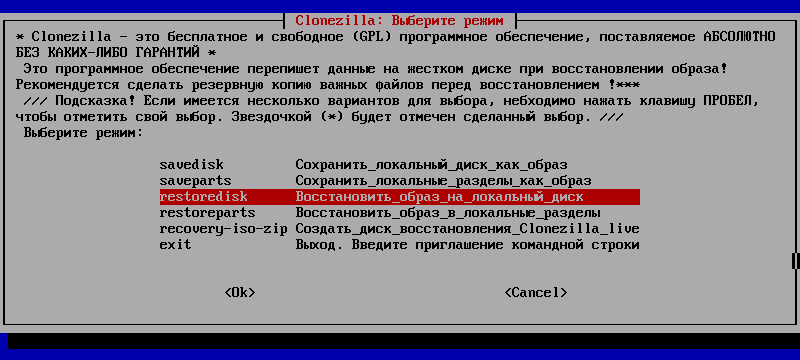 Clonezilla: Выберите режим
* Clonezilla - это бесплатное и свободное (GPL) программное обеспечение, поставляемое АБСОЛЮТНО
БЕЗ КАКИХ-ЛИБО ГАРАНТИЙ *
Это программное обеспечение перепишет данные на жестком диске при восстановлении образа!
Рекомендуется сделать резервную копию важных файлов перед восстановлением !***
/// Подсказка! Если имеется несколько вариантов для выбора, небходимо нажать клавишу ПРОБЕЛ,
чтобы отметить свой выбор. Звездочкой (*) будет отмечен сделанный выбор. ///
Выберите режим:
savedisk Сохранить_локальный_диск_как_образ
saveparts Сохранить_локальные_разделы_как_образ
restoredisk Восстановить_образ_на_локальный_диск
restoreparts Восстановить_образ_в_локальные_разделы
recovery-iso-zip Создать_диск_восстановления_Clonezilla_live
exit Выход. Введите приглашение командной строки
<Ok> <Cancel>